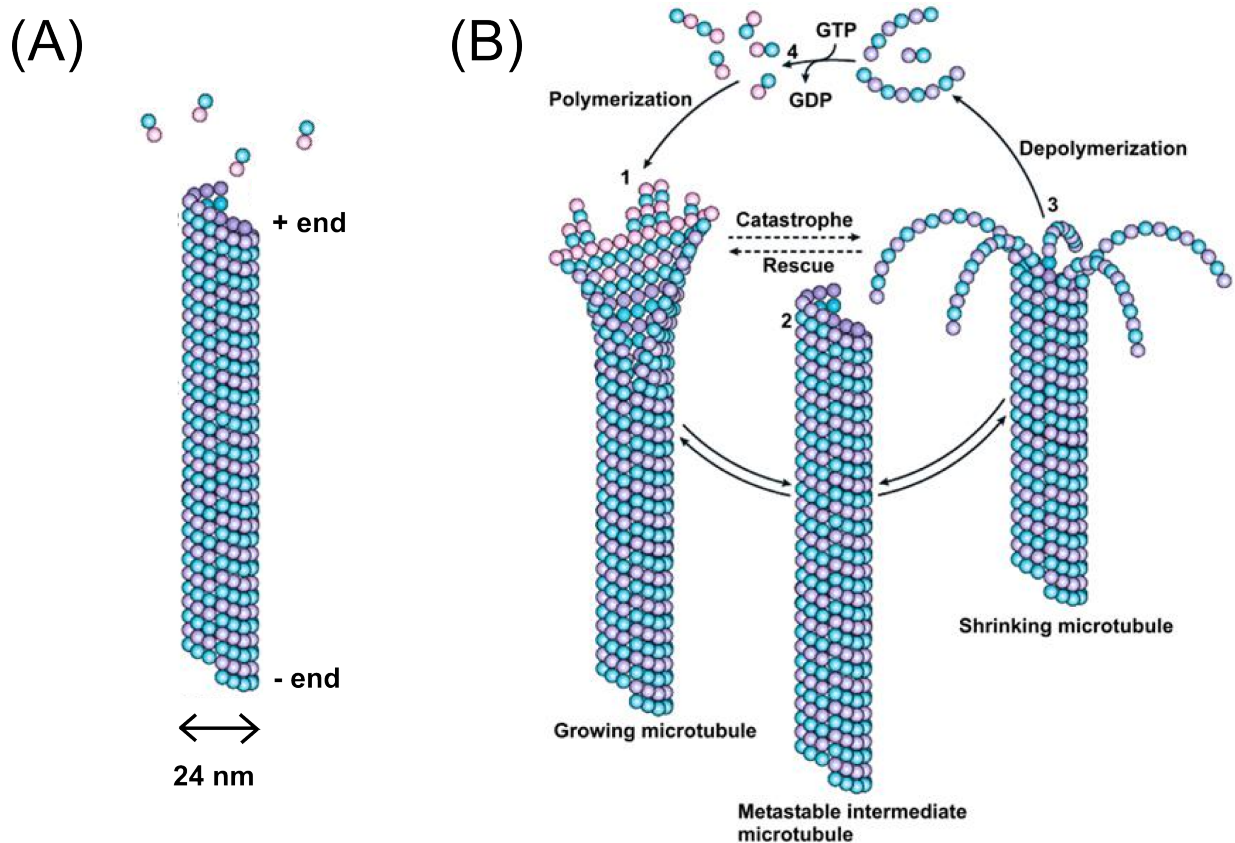 (A)
(B)
GTP
4
GDP
Polymerization
Depolymerization
1
3
+ end
Catastrophe
Rescue
2
- end
24 nm
Growing microtubule
Shrinking microtubule
Metastable intermediate
microtubule